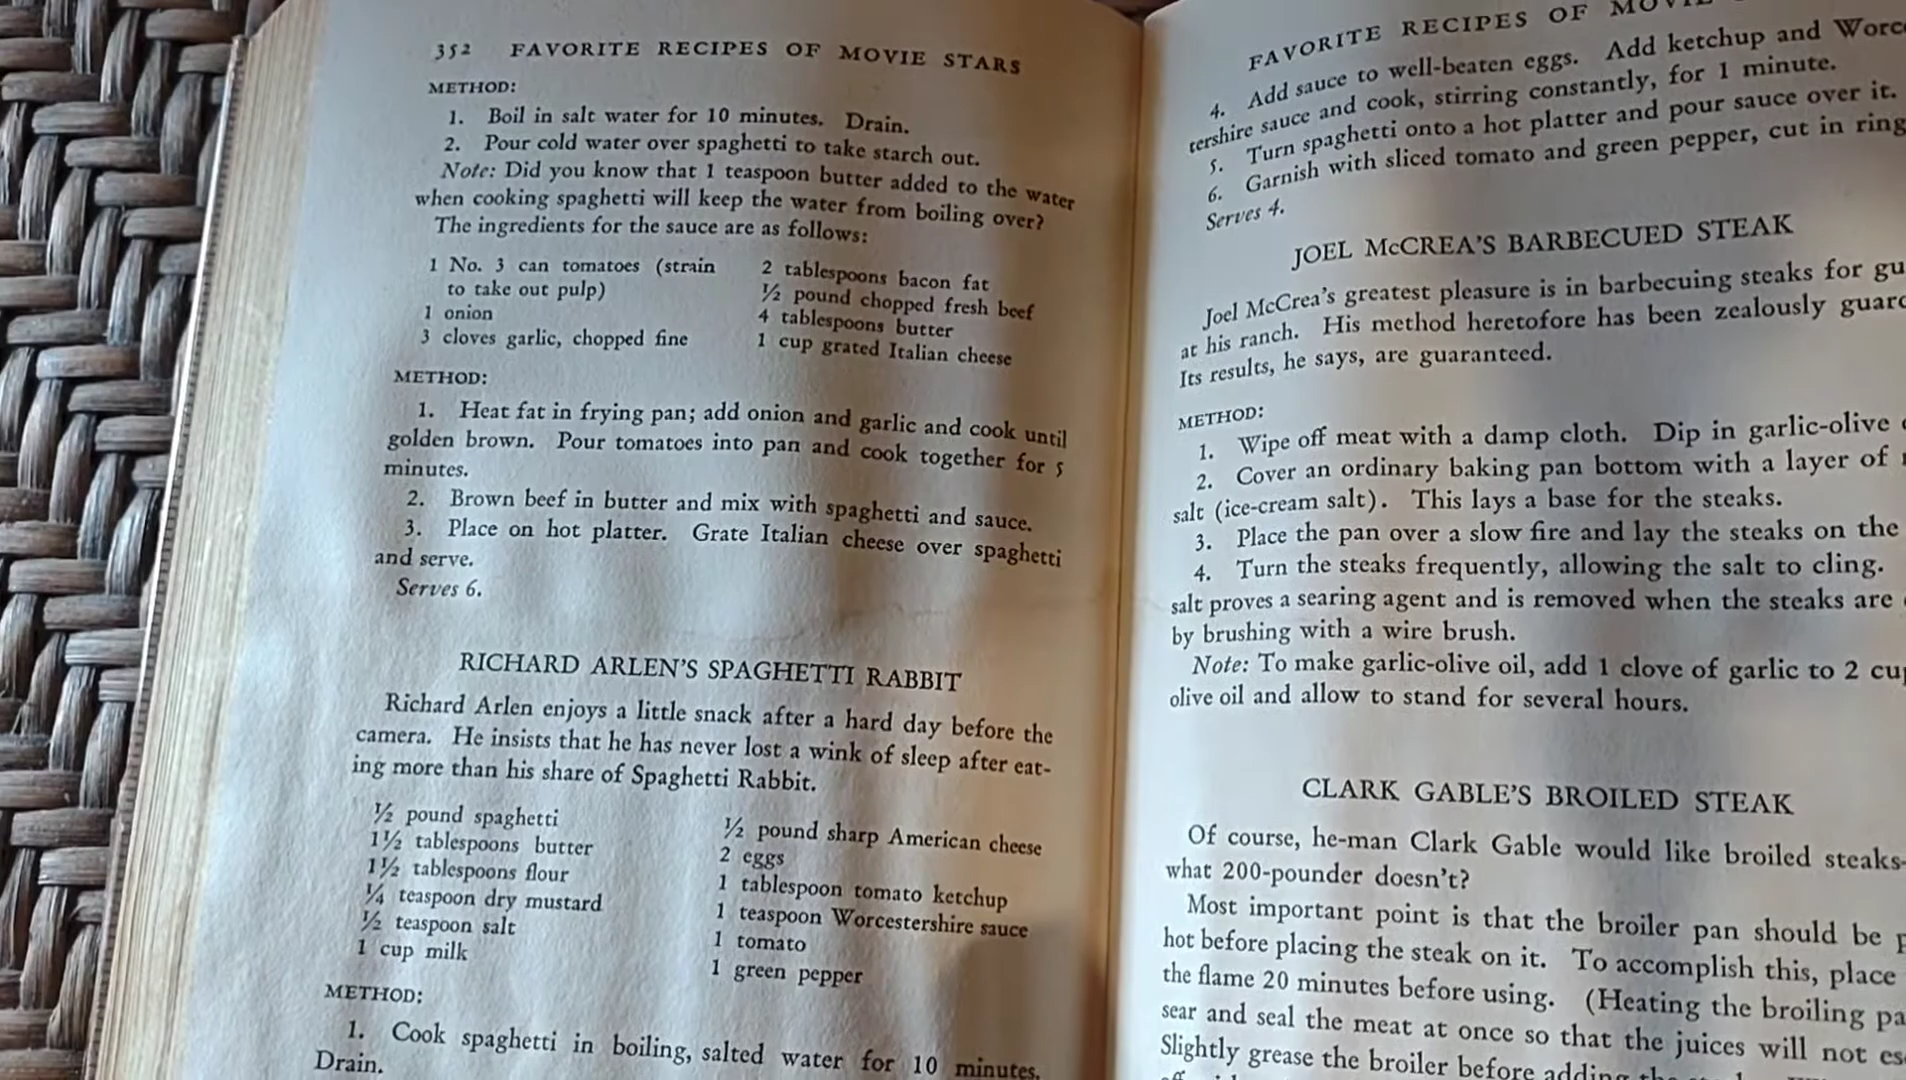 352 FAVORITE RECIPES OF MOVIE STARS
METHOD:
1. Boil in salt water for 10 minutes. Drain.
2. Pour cold water over spaghetti to take starch out.
Note: Did you know that 1 teaspoon butter added to the water
when cooking spaghetti will keep the water from boiling over?
The ingredients for the sauce are as follows:
1 No. 3 can tomatoes (strain
to take out pulp)
1 onion
3 cloves garlic, chopped fine
2 tablespoons bacon fat
½ pound chopped fresh beef
4 tablespoons butter
1 cup grated Italian cheese
METHOD:
1. Heat fat in frying pan; add onion and garlic and cook until
golden brown. Pour tomatoes into pan and cook together for 5
minutes.
2. Brown beef in butter and mix with spaghetti and sauce.
3. Place on hot platter. Grate Italian cheese over spaghetti
and serve.
Serves 6.
RICHARD ARLEN'S SPAGHETTI RABBIT
Richard Arlen enjoys a little snack after a hard day before the
camera. He insists that he has never lost a wink of sleep after eat-
ing more than his share of Spaghetti Rabbit.
½ pound spaghetti
1½ tablespoons butter
1½ tablespoons flour
¼ teaspoon dry mustard
½ teaspoon salt
1 cup milk
½ pound sharp American cheese
2 eggs
1 tablespoon tomato ketchup
1 teaspoon Worcestershire sauce
1 tomato
1 green pepper
METHOD:
1. Cook spaghetti in boiling, salted water for 10 minutes.
Drain.
FAVORITE RECIPES OF
4. Add sauce to well-beaten eggs. Add ketchup and Worc
tershire sauce and cook, stirring constantly, for 1 minute.
5. Turn spaghetti onto a hot platter and pour sauce over it.
6. Garnish with sliced tomato and green pepper, cut in ring
Serves 4.
JOEL McCREA'S BARBECUED STEAK
Joel McCrea's greatest pleasure is in barbecuing steaks for gu
at his ranch. His method heretofore has been zealously guar
Its results, he says, are guaranteed.
METHOD:
1. Wipe off meat with a damp cloth. Dip in garlic-olive
2. Cover an ordinary baking pan bottom with a layer of
salt (ice-cream salt). This lays a base for the steaks.
3. Place the pan over a slow fire and lay the steaks on the
4. Turn the steaks frequently, allowing the salt to cling.
salt proves a searing agent and is removed when the steaks are
by brushing with a wire brush.
Note: To make garlic-olive oil, add 1 clove of garlic to 2 cu
olive oil and allow to stand for several hours.
CLARK GABLE'S BROILED STEAK
Of course, he-man Clark Gable would like broiled steaks—
what 200-pounder doesn't?
Most important point is that the broiler pan should be
hot before placing the steak on it. To accomplish this, place
the flame 20 minutes before using. (Heating the broiling pa
sear and seal the meat at once so that the juices will not es
Slightly grease the broiler before adding the